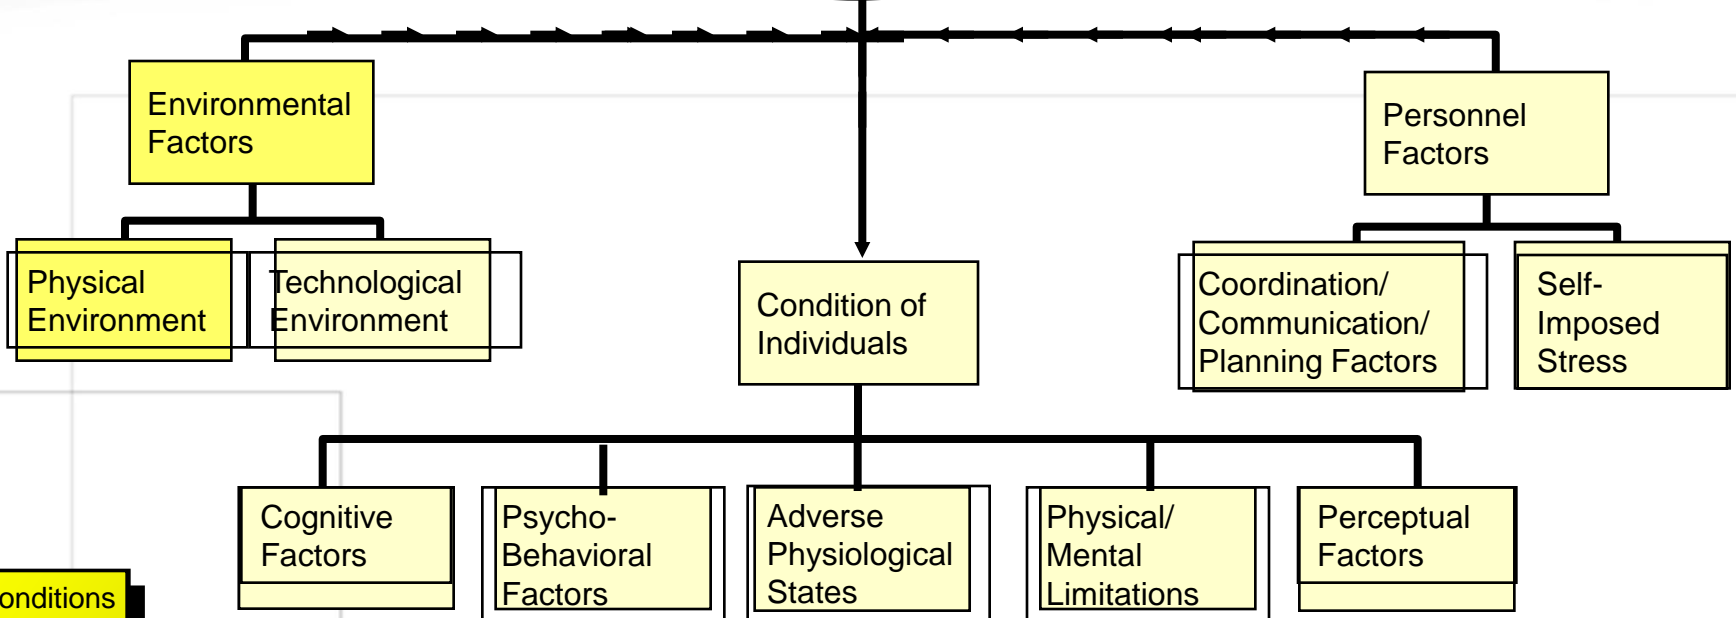 Environmental
Factors
Personnel
Factors
Physical
Environment
Technological
Environment
Condition of
Individuals
Coordination/
Communication/
Planning Factors
Self-
Imposed
Stress
Cognitive
Factors
Psycho-
Behavioral
Factors
Adverse
Physiological
States
Physical/
Mental
Limitations
Perceptual
Factors
onditions